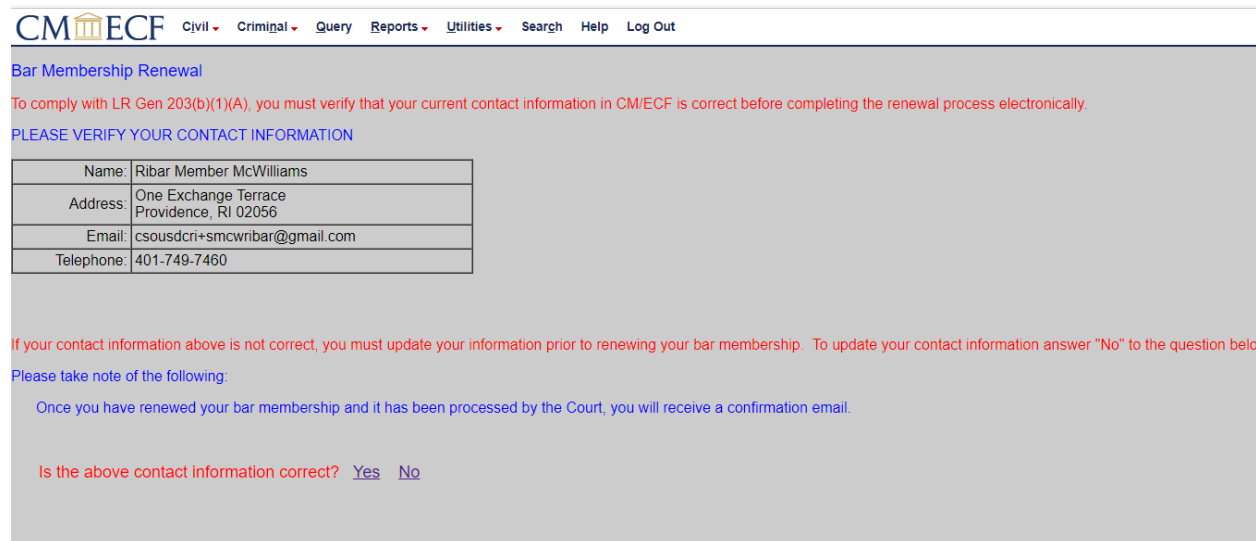 CM ECF Civil Criminal Query Reports Utilities Search Help Log Out
Bar Membership Renewal
To comply with LR Gen 203(b)(1)(A), you must verify that your current contact information in CM/ECF is correct before completing the renewal process electronically.
PLEASE VERIFY YOUR CONTACT INFORMATION
Name: Ribar Member McWilliams
Address: One Exchange Terrace
Providence, RI 02056
Email: csousdcri+smcwribar@gmail.com
Telephone: 401-749-7460
If your contact information above is not correct, you must update your information prior to renewing your bar membership. To update your contact information answer "No" to the question
Please take note of the following:
Once you have renewed your bar membership and it has been processed by the Court, you will receive a confirmation email.
Is the above contact information correct? Yes No